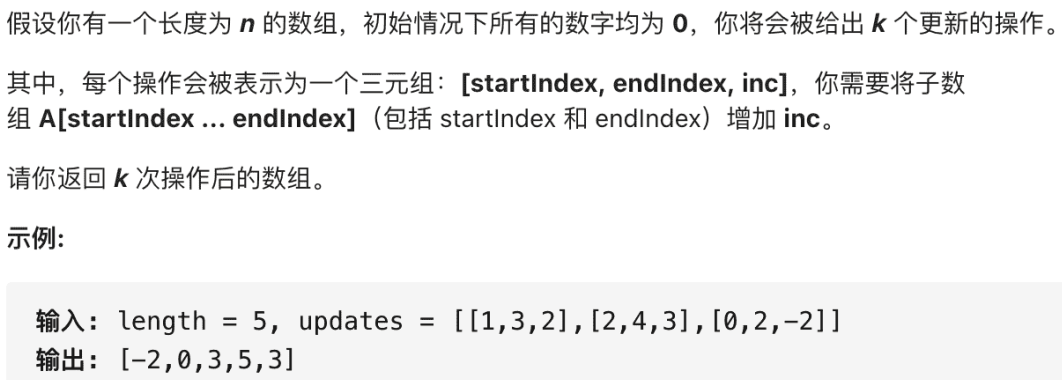 假设你有一个长度为 n 的数组，初始情况下所有的数字均为 0，你将会被给出 k 个更新的操作。
其中，每个操作会被表示为一个三元组：[startIndex, endIndex, inc]，你需要将子数
组 A[startIndex ... endIndex]（包括 startIndex 和 endIndex）增加 inc。
请你返回 k 次操作后的数组。
示例:
输入: length = 5, updates = [[1,3,2],[2,4,3],[0,2,-2]]
输出: [-2,0,3,5,3]